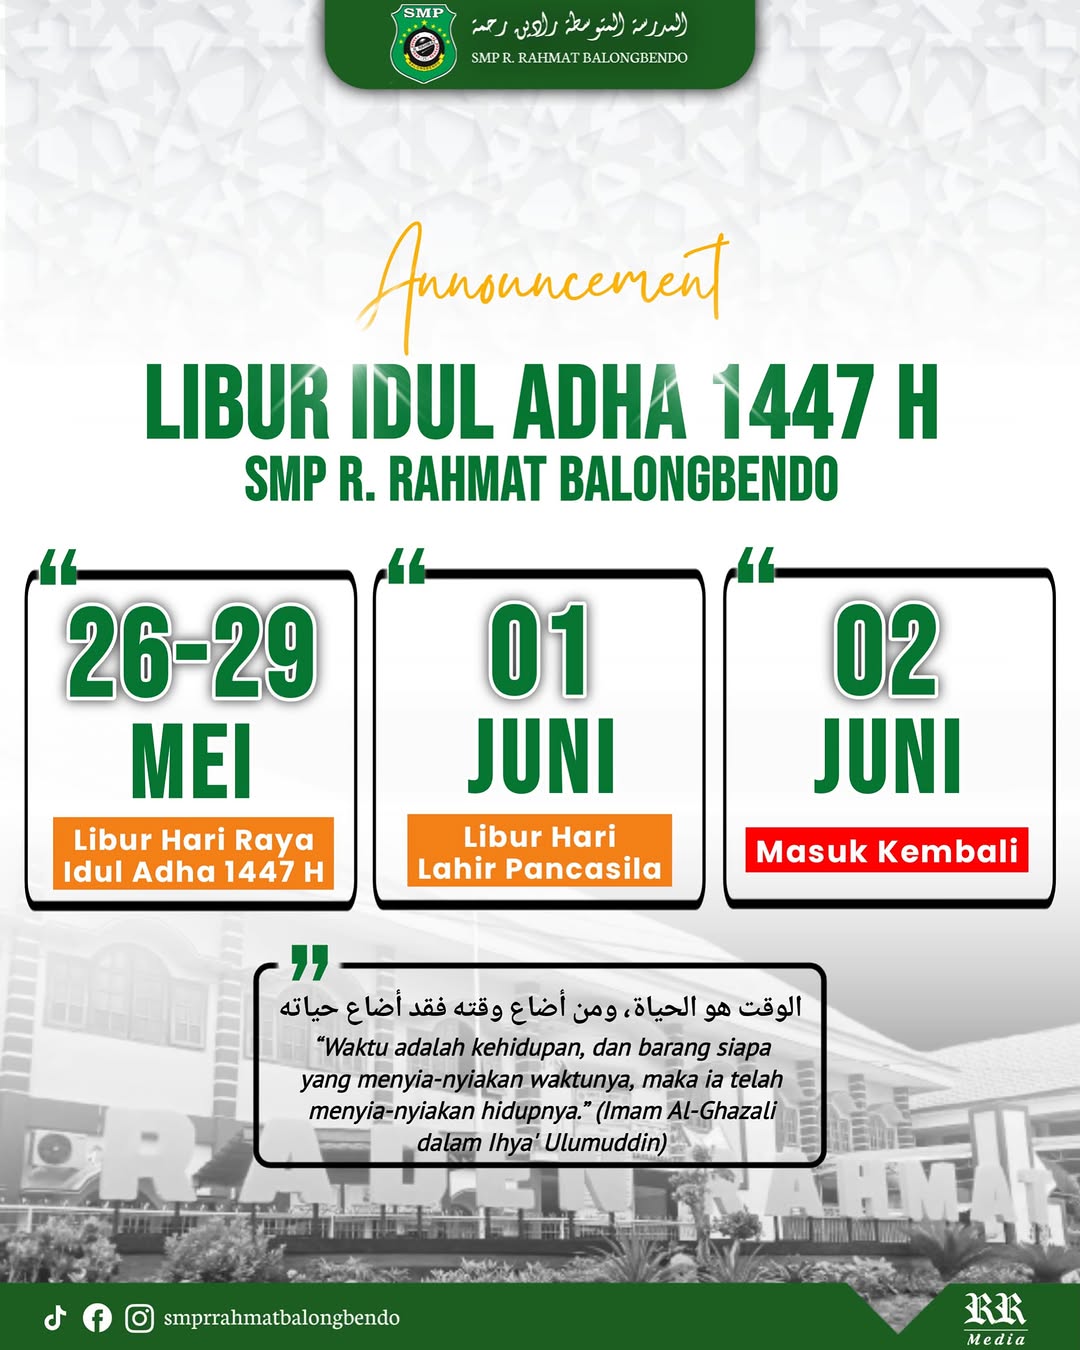 SMP
المدرسة المتوسطة رادين رحمة
SMP R. RAHMAT BALONGBENDO
Announcement
LIBUR IDUL ADHA 1447 H
SMP R. RAHMAT BALONGBENDO
26-29
MEI
Libur Hari Raya
Idul Adha 1447 H
01
JUNI
Libur Hari
Lahir Pancasila
02
JUNI
Masuk Kembali
الوقت هو الحياة، ومن أضاع وقته فقد أضاع حياته
“Waktu adalah kehidupan, dan barang siapa
yang menyia-nyiakan waktunya, maka ia telah
menyia-nyiakan hidupnya.” (Imam Al-Ghazali
dalam Ihya' Ulumuddin)
RADEN RAHMAT
smprrahmatbalongbendo
RR
Media